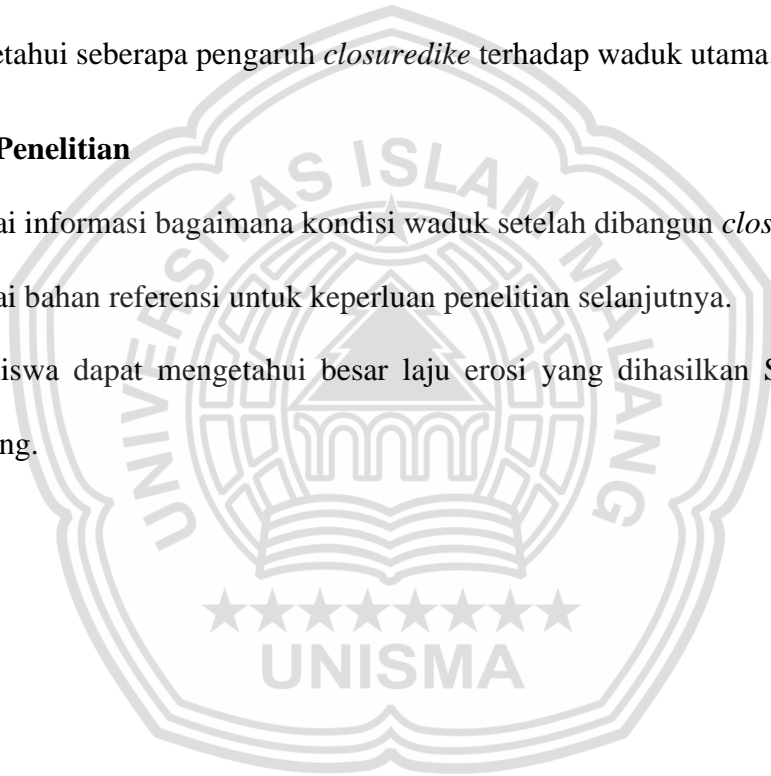 etahui seberapa pengaruh closuredike terhadap waduk utama.
Penelitian
ai informasi bagaimana kondisi waduk setelah dibangun clos
ai bahan referensi untuk keperluan penelitian selanjutnya.
iswa dapat mengetahui besar laju erosi yang dihasilkan S
ng.
UNIVERSITAS ISLAM MALANG
UNISMA